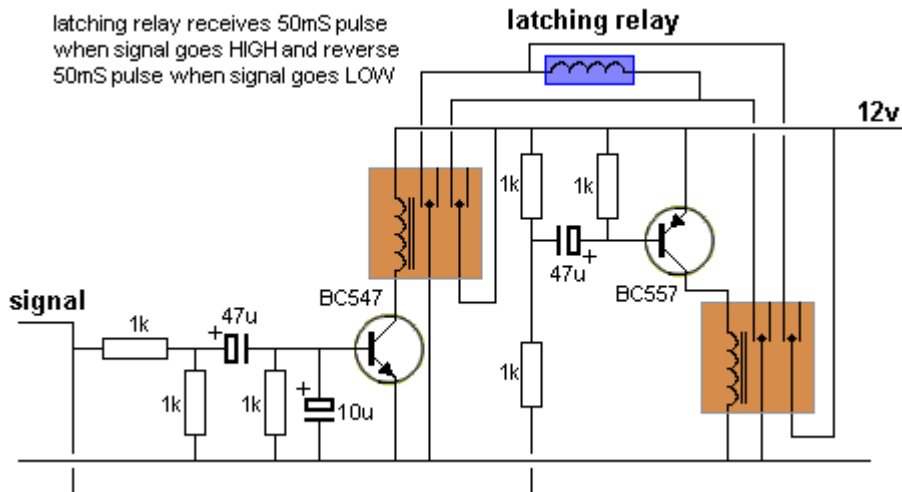 latching relay receives 50mS pulse
when signal goes HIGH and reverse
50mS pulse when signal goes LOW
latching relay
12v
1k
1k
47u
+
BC557
BC547
signal
1k
47u
+
1k
1k
+
10u
1k